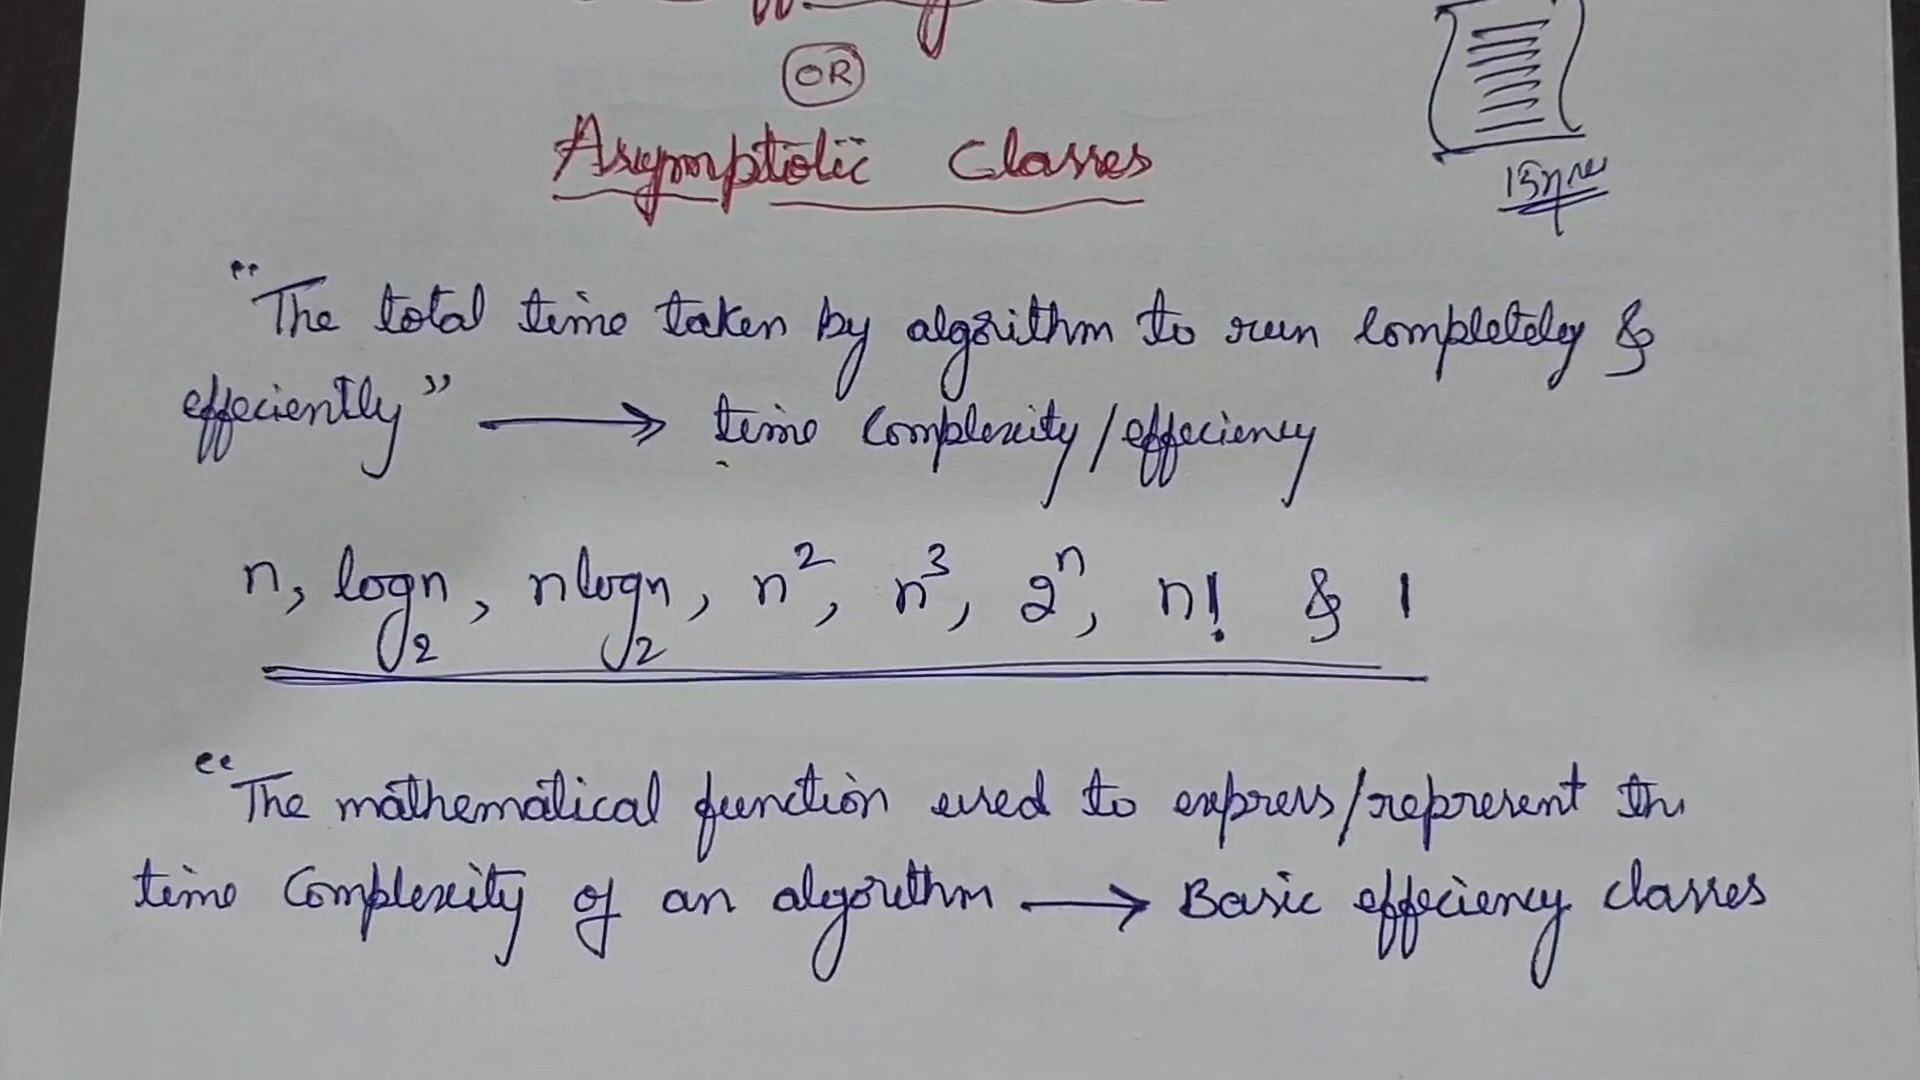 OR
Asymptotic Classes
"The total time taken by algorithm to run completely &
effeciently" → time complexity/effeciency
n, log₂n, nlog₂n, n², n³, 2ⁿ, n! & 1
"The mathematical function used to express/represent the
time complexity of an algorithm → Basic effeciency classes